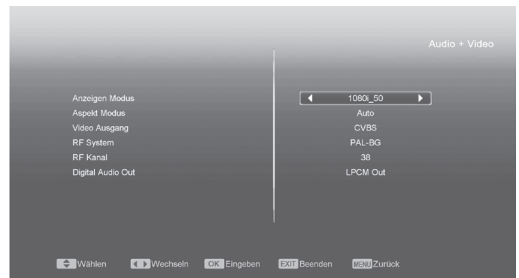 Audio + Video
Anzeigen Modus 1080i_50
Aspekt Modus Auto
Video Ausgang CVBS
RF System PAL-BG
RF Kanal 38
Digital Audio Out LPCM Out
Wählen Wechseln OK Eingeben EXIT Beenden MENU Zurück